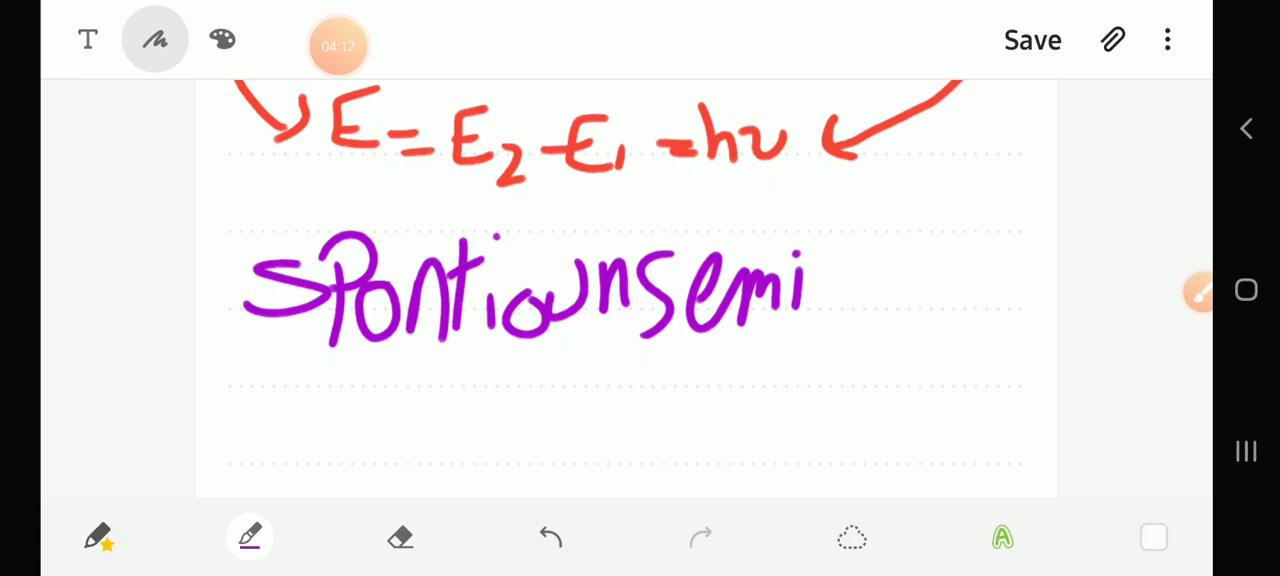 04:12
Save
E = E₂ - E₁ = hν
spontiounsemi
A